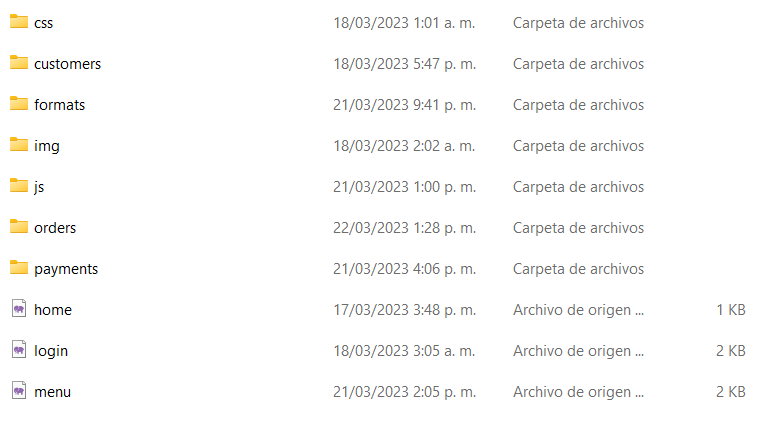 css 18/03/2023 1:01 a. m. Carpeta de archivos
customers 18/03/2023 5:47 p. m. Carpeta de archivos
formats 21/03/2023 9:41 p. m. Carpeta de archivos
img 18/03/2023 2:02 a. m. Carpeta de archivos
js 21/03/2023 1:00 p. m. Carpeta de archivos
orders 22/03/2023 1:28 p. m. Carpeta de archivos
payments 21/03/2023 4:06 p. m. Carpeta de archivos
home 17/03/2023 3:48 p. m. Archivo de origen ... 1 KB
login 18/03/2023 3:05 a. m. Archivo de origen ... 2 KB
menu 21/03/2023 2:05 p. m. Archivo de origen ... 2 KB